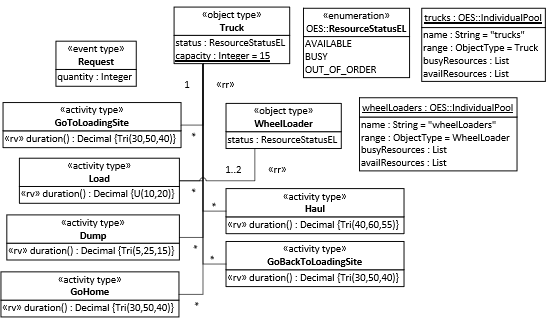 «object type»
Truck
status : ResourceStatusEL
capacity : Integer = 15
«enumeration»
OES::ResourceStatusEL
AVAILABLE
BUSY
OUT_OF_ORDER
trucks : OES::IndividualPool
name : String = "trucks"
range : ObjectType = Truck
busyResources : List
availResources : List
«event type»
Request
quantity : Integer
1
«rr»
«activity type»
GoToLoadingSite
«rv» duration() : Decimal {Tri(30,50,40)}
*
«object type»
WheelLoader
status : ResourceStatusEL
wheelLoaders : OES::IndividualPool
name : String = "wheelLoaders"
range : ObjectType = WheelLoader
busyResources : List
availResources : List
«activity type»
Load
«rv» duration() : Decimal {U(10,20)}
*
1..2
«rr»
«activity type»
Haul
«rv» duration() : Decimal {Tri(40,60,55)}
*
«activity type»
Dump
«rv» duration() : Decimal {Tri(5,25,15)}
*
«activity type»
GoBackToLoadingSite
«rv» duration() : Decimal {Tri(30,50,40)}
*
«activity type»
GoHome
«rv» duration() : Decimal {Tri(30,50,40)}
*